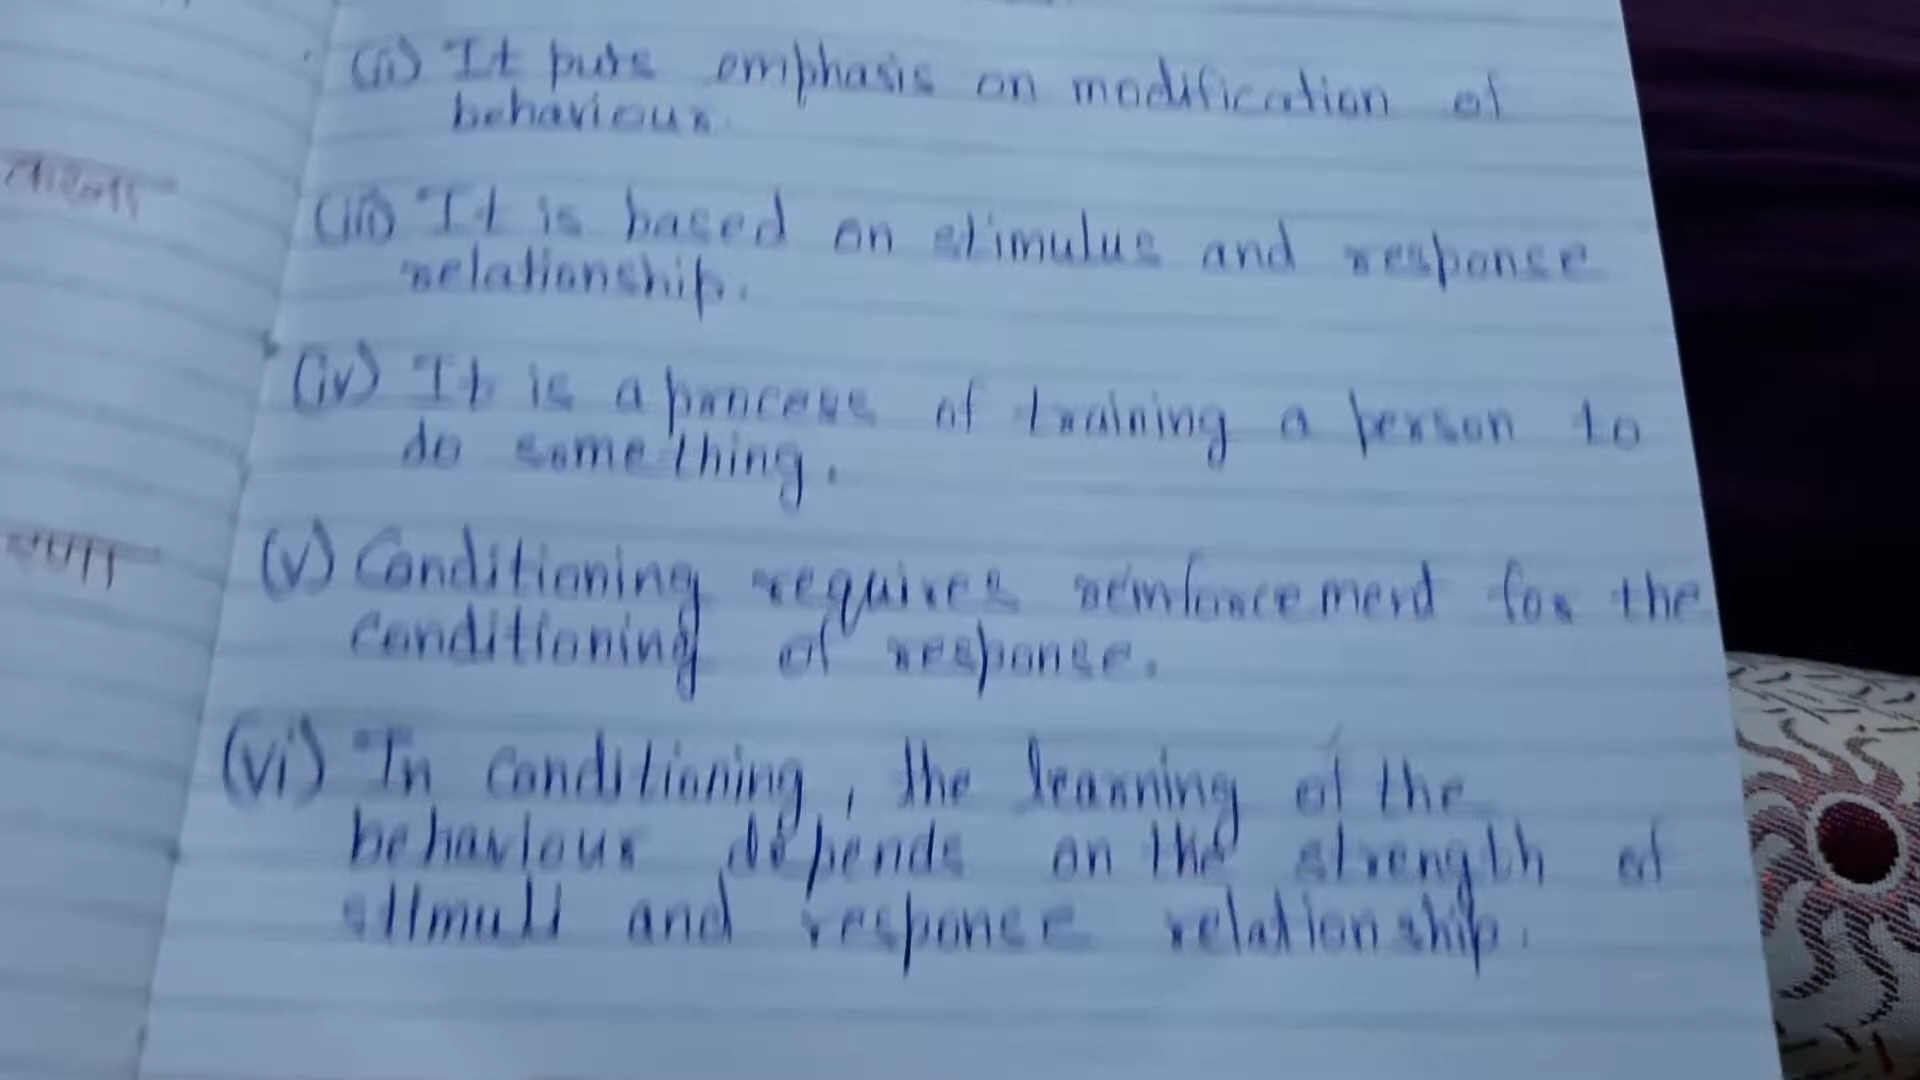 (ii) It puts emphasis on modification of
behaviour.
(iii) It is based on stimulus and response
relationship.
(iv) It is a process of training a person to
do something.
(v) Conditioning requires reinforcement for the
conditioning of response.
(vi) In conditioning, the learning of the
behaviour depends on the strength of
stimuli and response relationship.